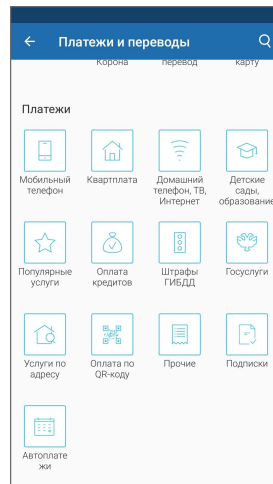 Платежи и переводы
Корона перевод карту
Платежи
Мобильный телефон
Квартплата
Домашний телефон, ТВ, Интернет
Детские сады, образование
Популярные услуги
Оплата кредитов
Штрафы ГИБДД
Госуслуги
Услуги по адресу
Оплата по QR-коду
Прочие
Подписки
Автоплате
жи